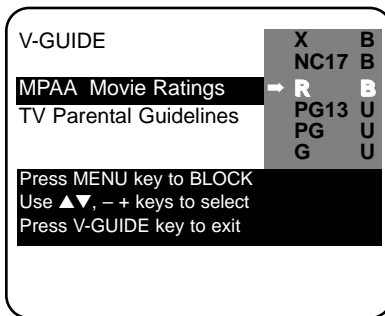 V-GUIDE
X B
NC17 B
MPAA Movie Ratings ➡ R B
TV Parental Guidelines PG13 U
PG U
G U
Press MENU key to BLOCK
Use ▲▼, – + keys to select
Press V-GUIDE key to exit